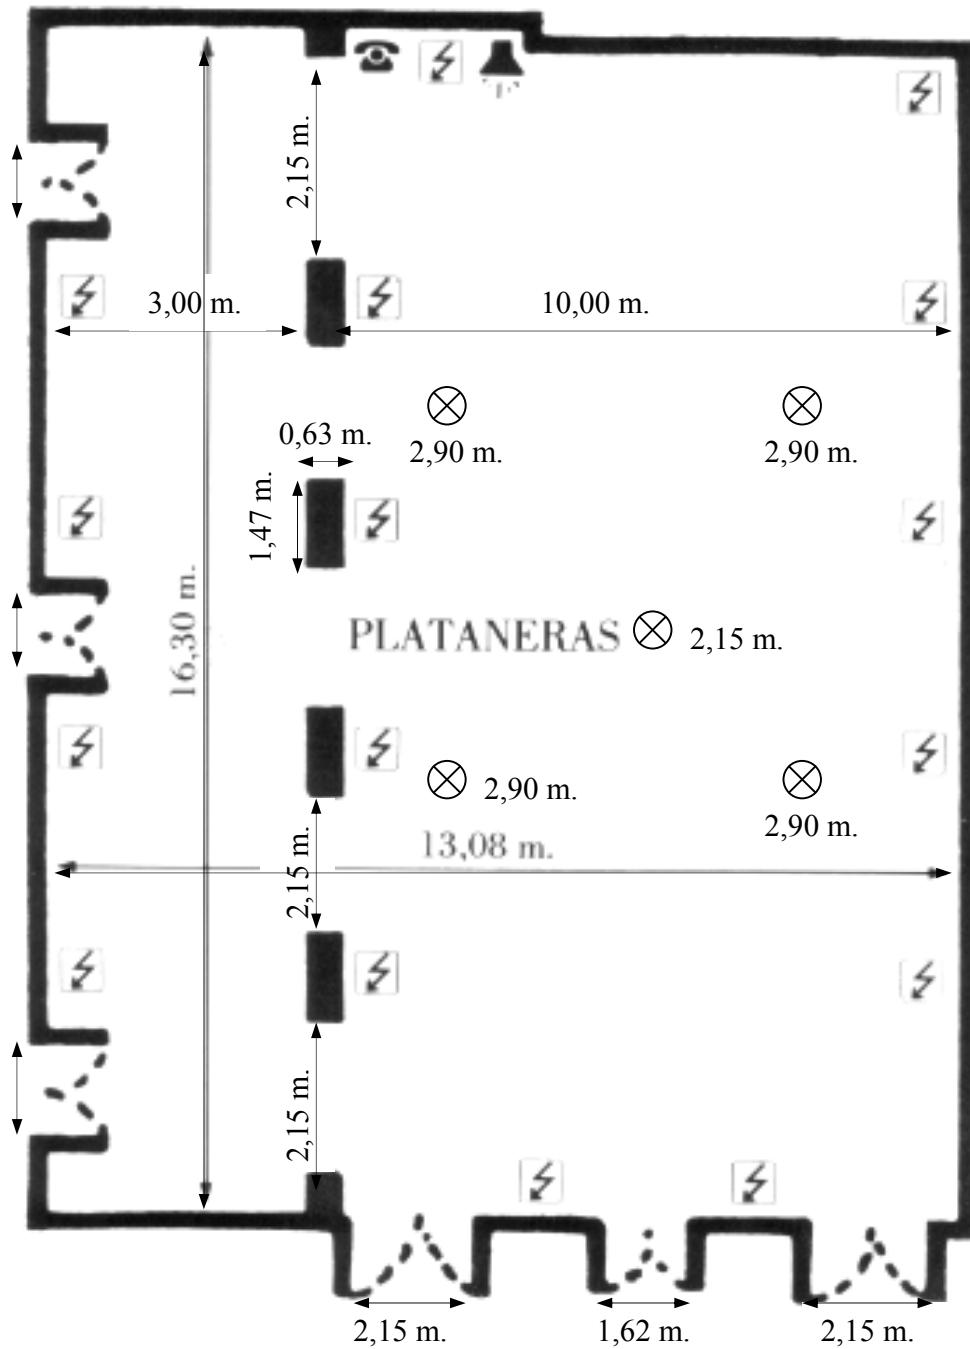 2,15 m.
3,00 m.
10,00 m.
0,63 m.
2,90 m.
2,90 m.
1,47 m.
16,30 m.
PLATANERAS
2,15 m.
2,90 m.
2,90 m.
13,08 m.
2,15 m.
2,15 m.
2,15 m.
1,62 m.
2,15 m.